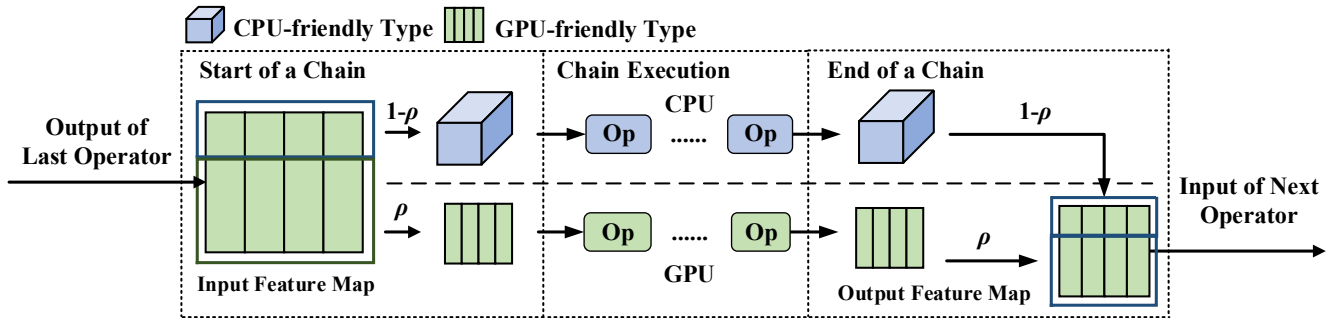 CPU-friendly Type
GPU-friendly Type
Start of a Chain
Chain Execution
End of a Chain
Output of
Last Operator
1-ρ
CPU
Op
......
Op
1-ρ
ρ
Op
......
Op
GPU
ρ
Input Feature Map
Output Feature Map
Input of Next
Operator